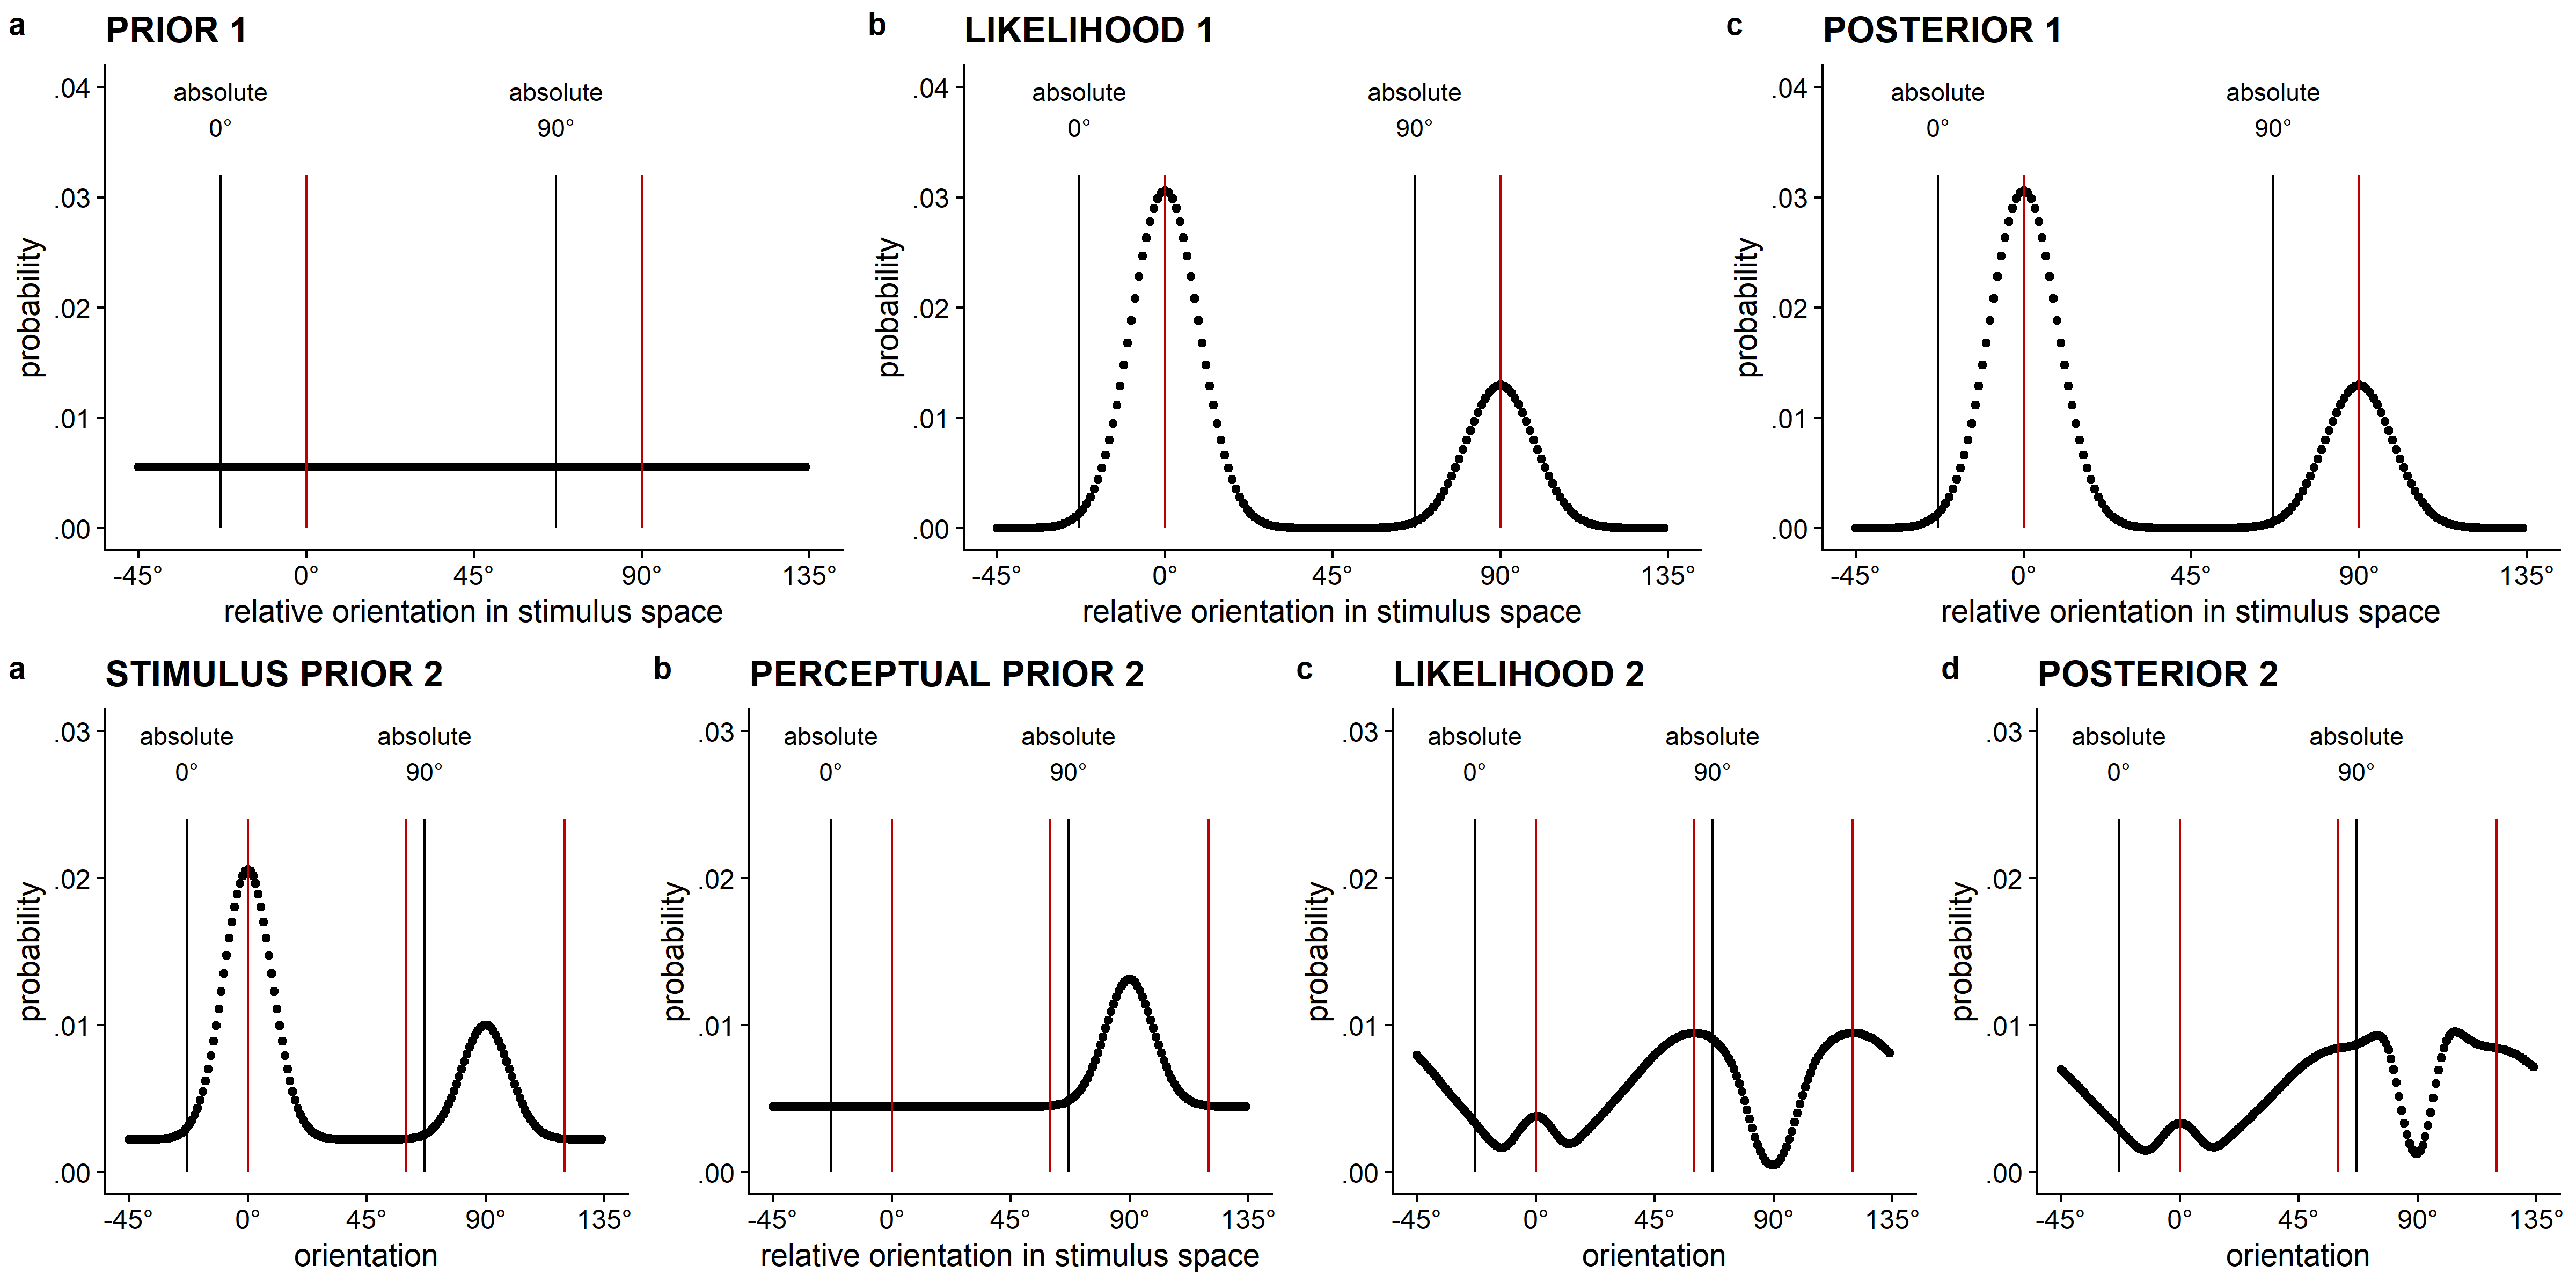 a PRIOR 1
.04
.03
.02
.01
.00
probability
absolute
0°
absolute
90°
-45° 0° 45° 90° 135°
relative orientation in stimulus space
b LIKELIHOOD 1
.04
.03
.02
.01
.00
probability
absolute
0°
absolute
90°
-45° 0° 45° 90° 135°
relative orientation in stimulus space
c POSTERIOR 1
.04
.03
.02
.01
.00
probability
absolute
0°
absolute
90°
-45° 0° 45° 90° 135°
relative orientation in stimulus space
a STIMULUS PRIOR 2
.03
.02
.01
.00
probability
absolute
0°
absolute
90°
-45° 0° 45° 90° 135°
orientation
b PERCEPTUAL PRIOR 2
.03
.02
.01
.00
probability
absolute
0°
absolute
90°
-45° 0° 45° 90° 135°
relative orientation in stimulus space
c LIKELIHOOD 2
.03
.02
.01
.00
probability
absolute
0°
absolute
90°
-45° 0° 45° 90° 135°
orientation
d POSTERIOR 2
.03
.02
.01
.00
probability
absolute
0°
absolute
90°
-45° 0° 45° 90° 135°
orientation